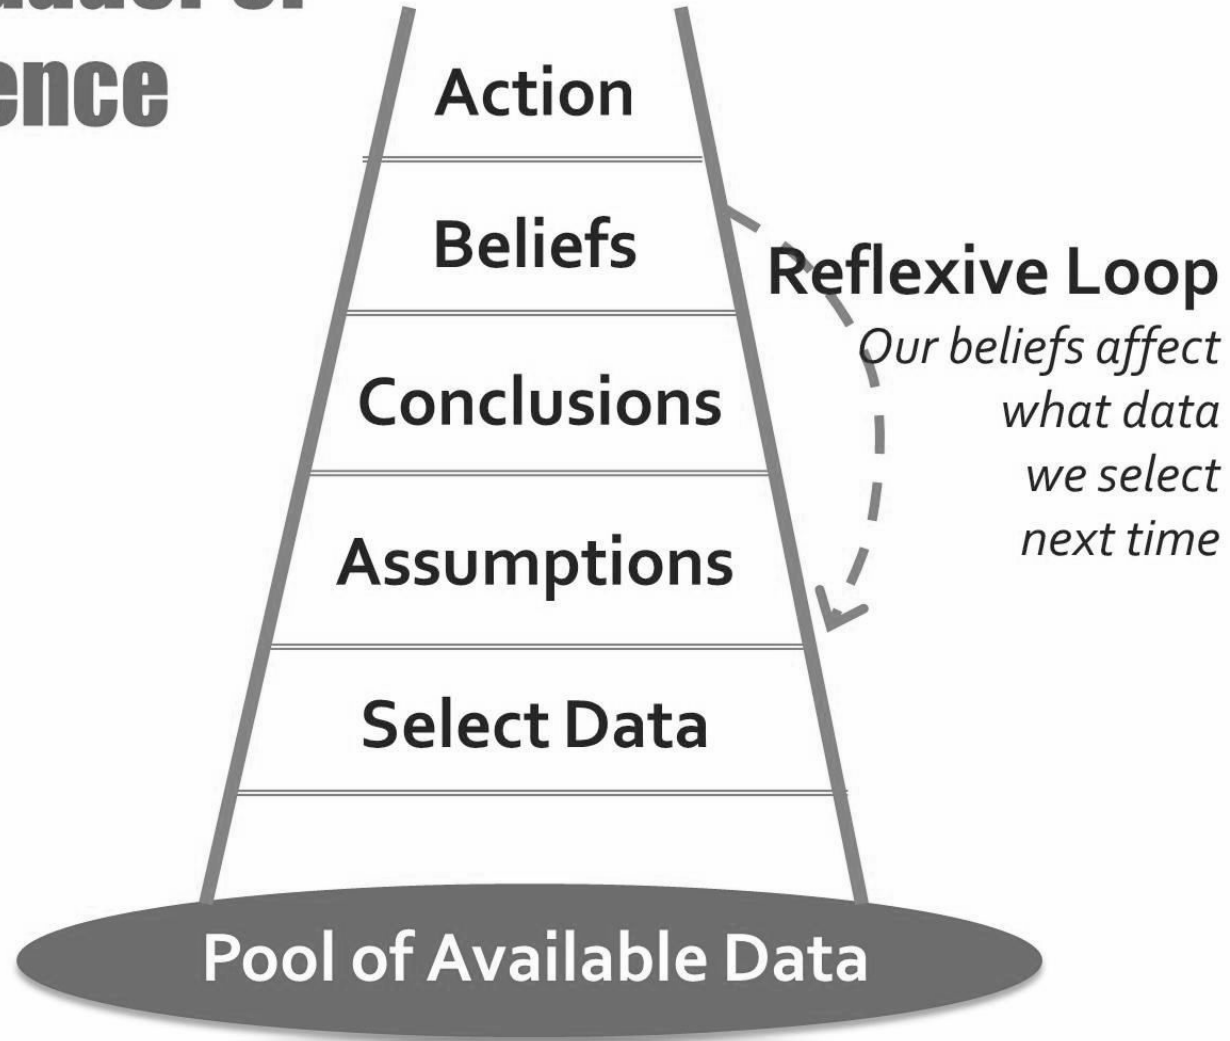 Action
Beliefs
Reflexive Loop
Our beliefs affect
what data
we select
next time
Conclusions
Assumptions
Select Data
Pool of Available Data